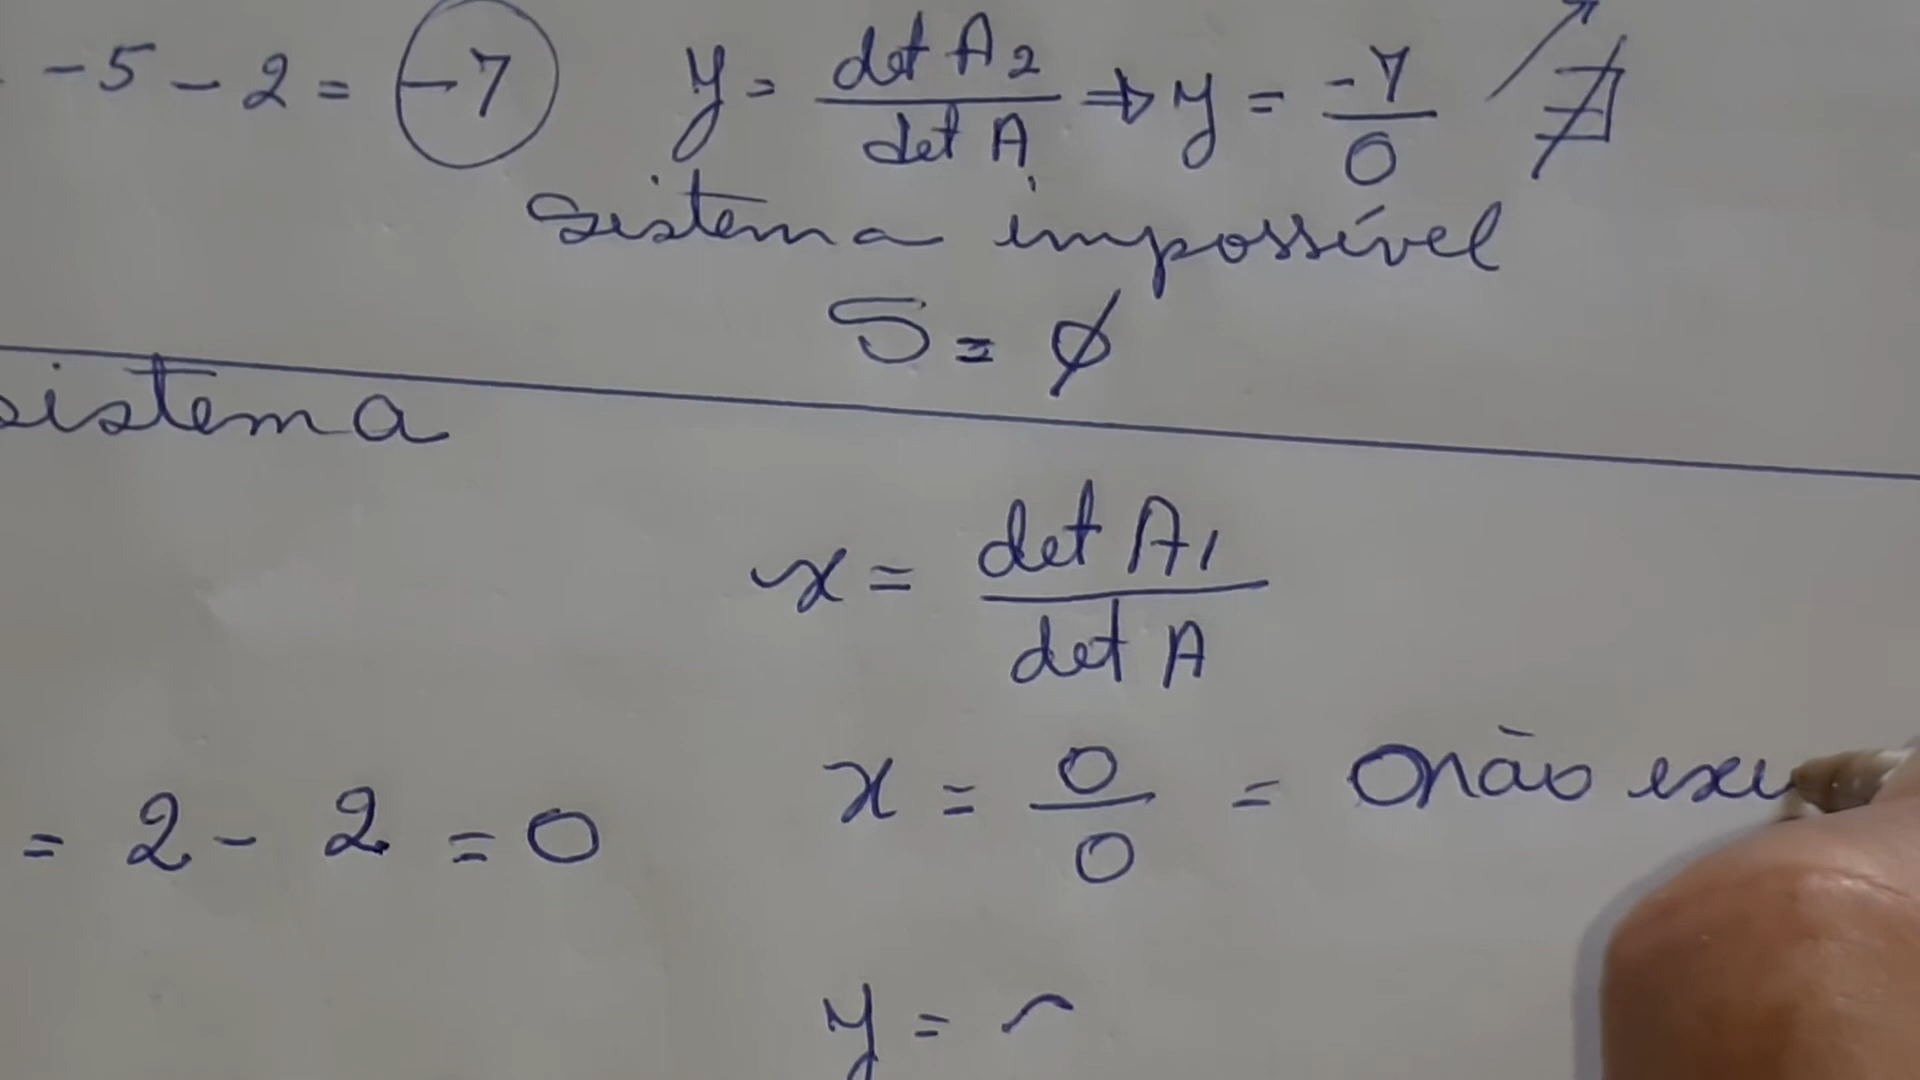 -5 - 2 = -7 y = det A2 / det A ⇒ y = -7 / 0 ∄
sistema impossível
S = ∅
sistema
x = det A1 / det A
= 2 - 2 = 0 x = 0 / 0 = não
y =